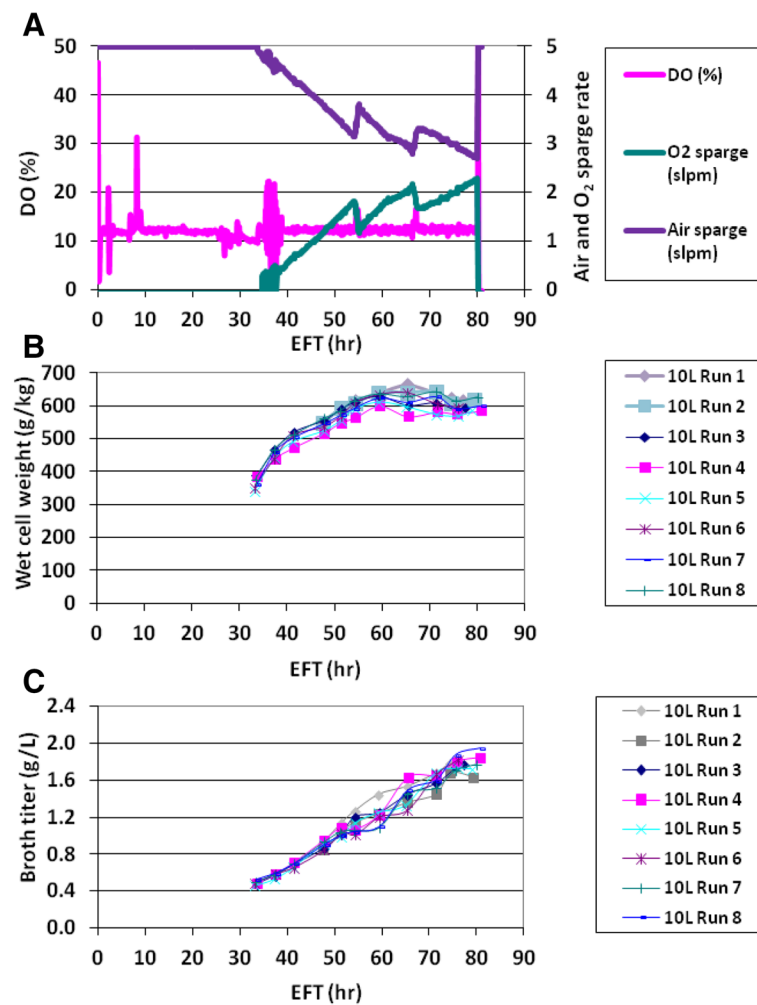 A
50
40
30
20
10
0
DO (%)
5
4
3
2
1
0
Air and O2 sparge rate
0 10 20 30 40 50 60 70 80 90
EFT (hr)
DO (%)
O2 sparge
(slpm)
Air sparge
(slpm)
B
700
600
500
400
300
200
100
0
Wet cell weight (g/kg)
0 10 20 30 40 50 60 70 80 90
EFT (hr)
10L Run 1
10L Run 2
10L Run 3
10L Run 4
10L Run 5
10L Run 6
10L Run 7
10L Run 8
C
2.4
2.0
1.6
1.2
0.8
0.4
0.0
Broth titer (g/L)
0 10 20 30 40 50 60 70 80 90
EFT (hr)
10L Run 1
10L Run 2
10L Run 3
10L Run 4
10L Run 5
10L Run 6
10L Run 7
10L Run 8